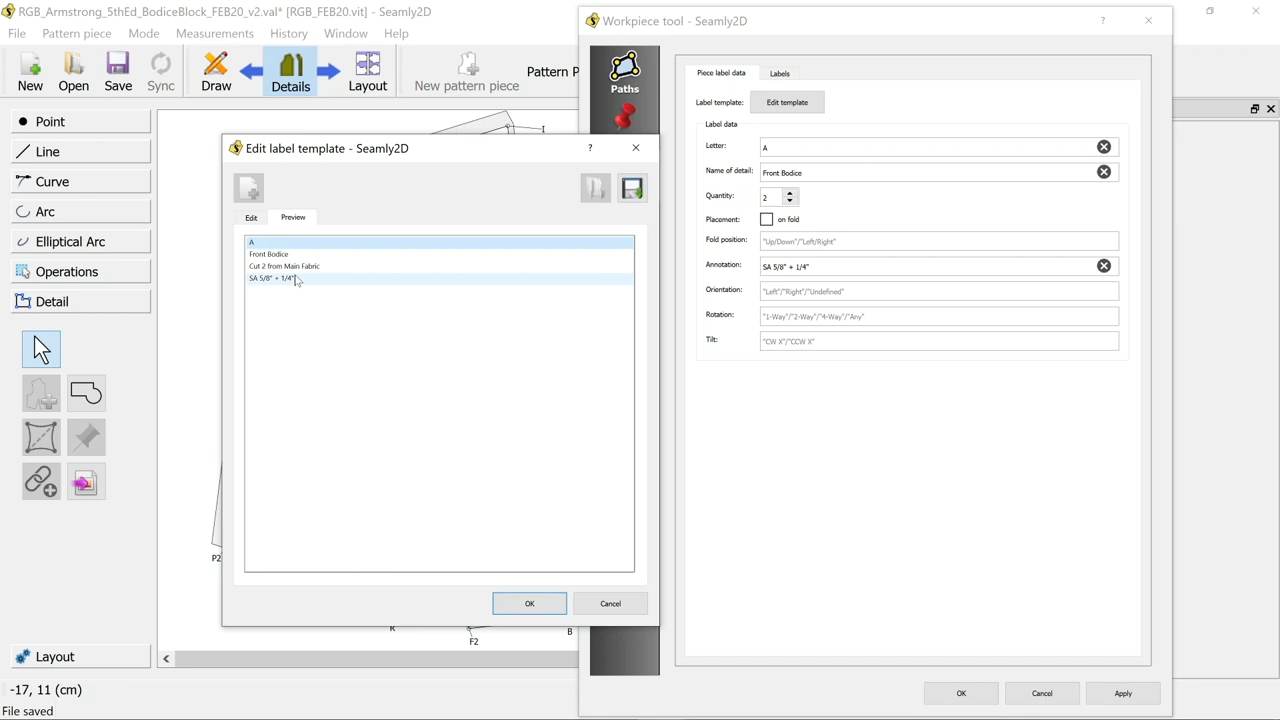 RGB_Armstrong_5thEd_BodiceBlock_FEB20_v2.val* [RGB_FEB20.vit] - Seamly2D
File Pattern piece Mode Measurements History Window Help
New Open Save Sync Draw Details Layout New pattern piece Pattern P
Point
Line
Curve
Arc
Elliptical Arc
Operations
Detail
Layout
-17, 11 (cm)
File saved
I
P2
R
F2
B
Edit label template - Seamly2D ?
Edit Preview
A
Front Bodice
Cut 2 from Main Fabric
SA 5/8" + 1/4"
OK Cancel
Workpiece tool - Seamly2D ?
Paths
Piece label data Labels
Label template: Edit template
Label data
Letter: A
Name of detail: Front Bodice
Quantity: 2
Placement: on fold
Fold position: "Up/Down"/"Left/Right"
Annotation: SA 5/8" + 1/4"
Orientation: "Left"/"Right"/"Undefined"
Rotation: "1-Way"/"2-Way"/"4-Way"/"Any"
Tilt: "CW X"/"CCW X"
OK Cancel Apply